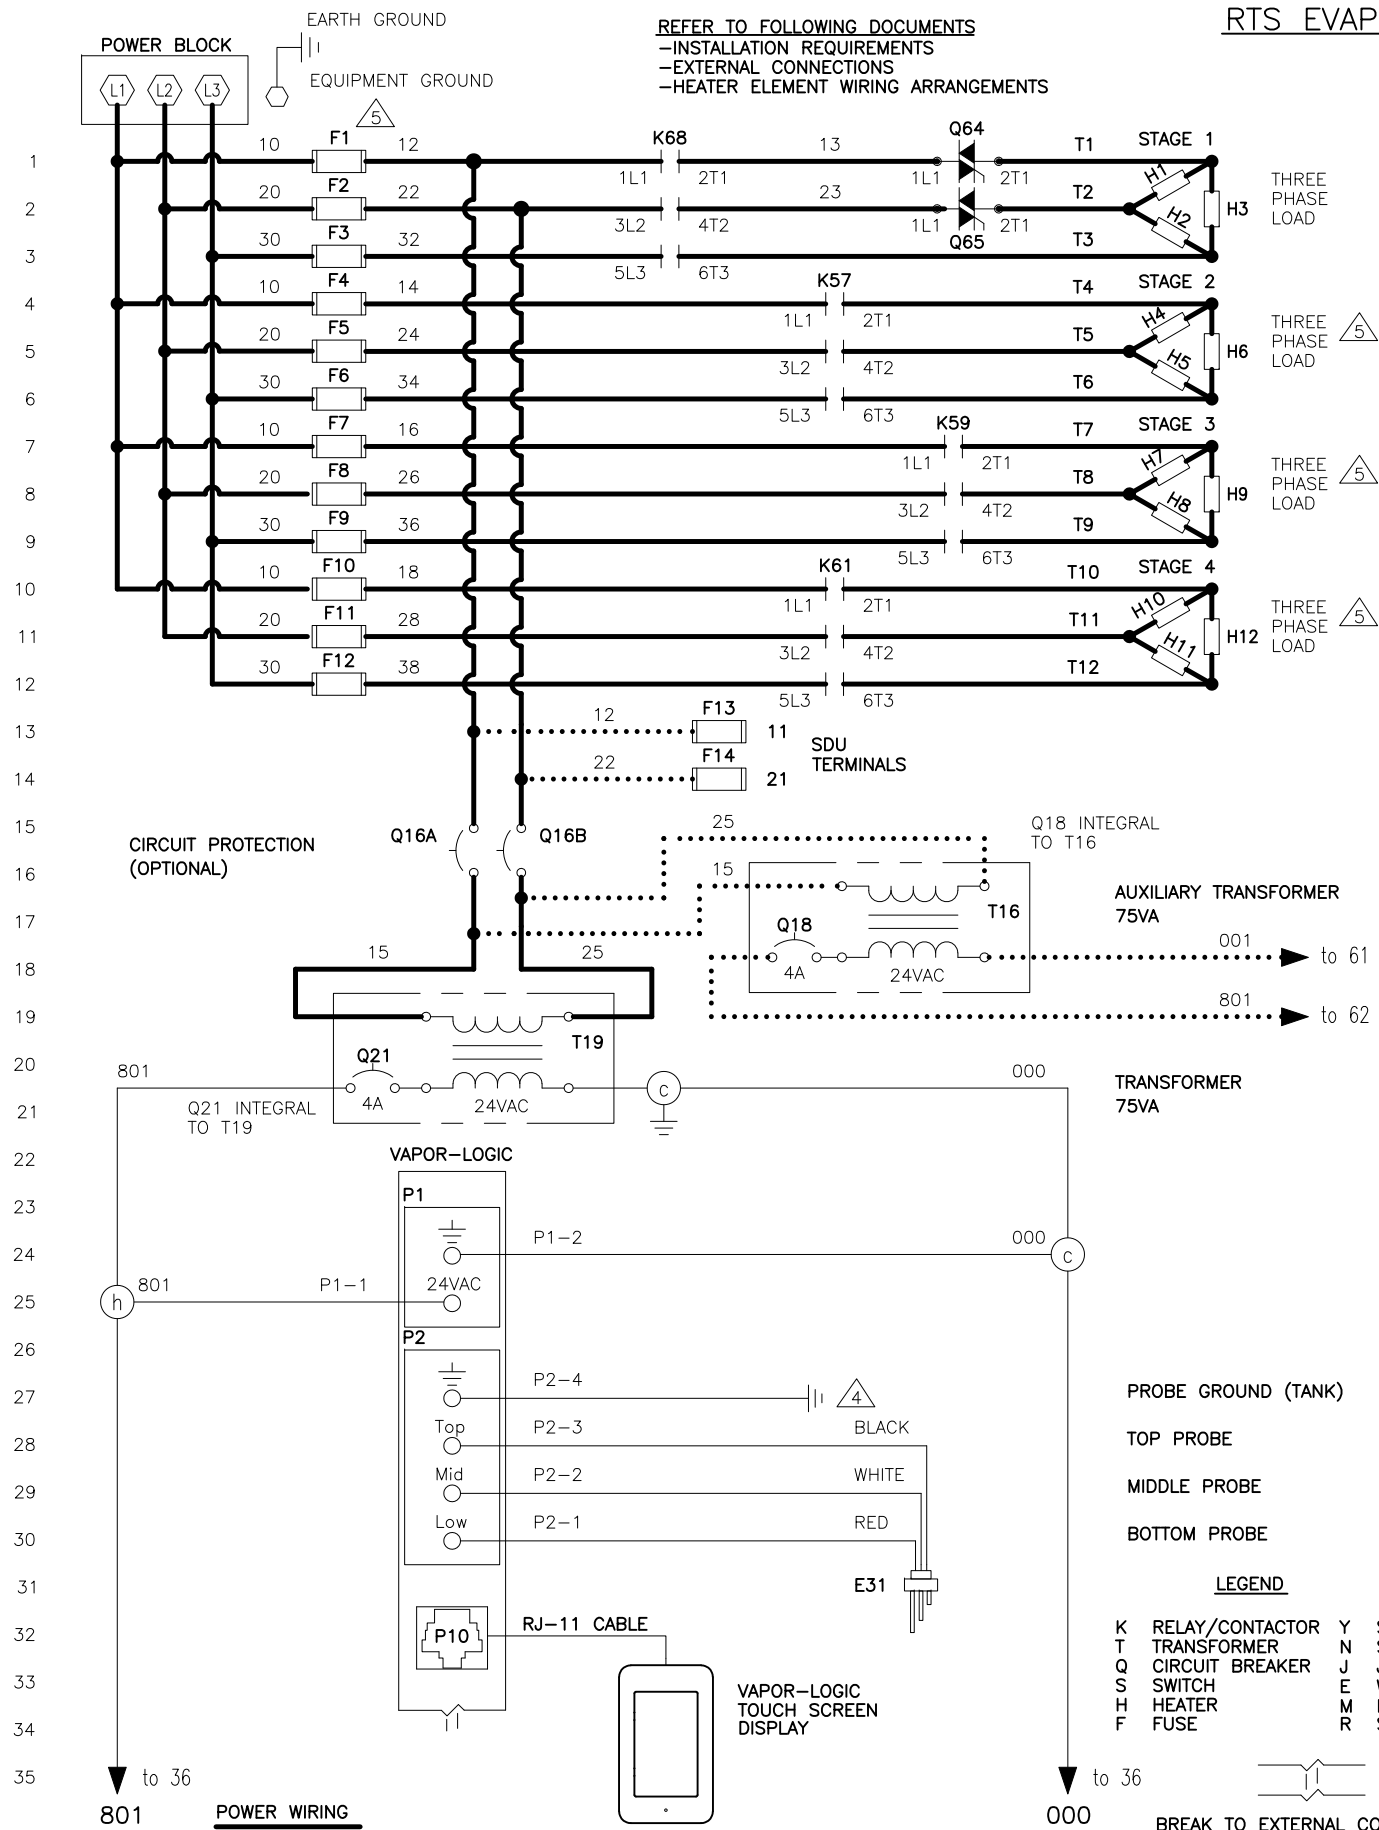 RTS EVAP
EARTH GROUND
REFER TO FOLLOWING DOCUMENTS
-INSTALLATION REQUIREMENTS
-EXTERNAL CONNECTIONS
-HEATER ELEMENT WIRING ARRANGEMENTS
POWER BLOCK
L1 L2 L3
EQUIPMENT GROUND
5
1 10 F1 12 K68 13 Q64 T1 STAGE 1
1L1 2T1 1L1 2T1 H1
2 20 F2 22 23 T2 H3 THREE
PHASE
LOAD
3L2 4T2 1L1 2T1 H2
Q65
3 30 F3 32 T3
5L3 6T3
4 10 F4 14 K57 T4 STAGE 2
1L1 2T1 H4
5 20 F5 24 T5 H6 THREE
PHASE
LOAD
5
3L2 4T2 H5
6 30 F6 34 T6
5L3 6T3
7 10 F7 16 K59 T7 STAGE 3
1L1 2T1 H7
8 20 F8 26 T8 H9 THREE
PHASE
LOAD
5
3L2 4T2 H8
9 30 F9 36 T9
5L3 6T3
10 10 F10 18 K61 T10 STAGE 4
1L1 2T1 H10
11 20 F11 28 T11 H12 THREE
PHASE
LOAD
5
3L2 4T2 H11
12 30 F12 38 T12
5L3 6T3
13 12 F13 11
SDU
TERMINALS
14 22 F14 21
15 Q16A Q16B 25
Q18 INTEGRAL
TO T16
CIRCUIT PROTECTION
(OPTIONAL)
16 15
T16
AUXILIARY TRANSFORMER
75VA
17 Q18
4A 24VAC
001 to 61
18 15 25
801 to 62
19 T19
20 801 Q21 000
c
4A 24VAC
TRANSFORMER
75VA
21 Q21 INTEGRAL
TO T19
22 VAPOR-LOGIC
23 P1
24 P1-2 000 c
25 h 801 P1-1 24VAC
26 P2
27 P2-4 4 PROBE GROUND (TANK)
28 Top P2-3 BLACK TOP PROBE
29 Mid P2-2 WHITE MIDDLE PROBE
30 Low P2-1 RED BOTTOM PROBE
31 E31
LEGEND
32 P10 RJ-11 CABLE
K RELAY/CONTACTOR Y
T TRANSFORMER N
Q CIRCUIT BREAKER J
S SWITCH E
H HEATER M
F FUSE R
33
VAPOR-LOGIC
TOUCH SCREEN
DISPLAY
34
35 to 36 to 36
801 000
POWER WIRING
BREAK TO EXTERNAL CO